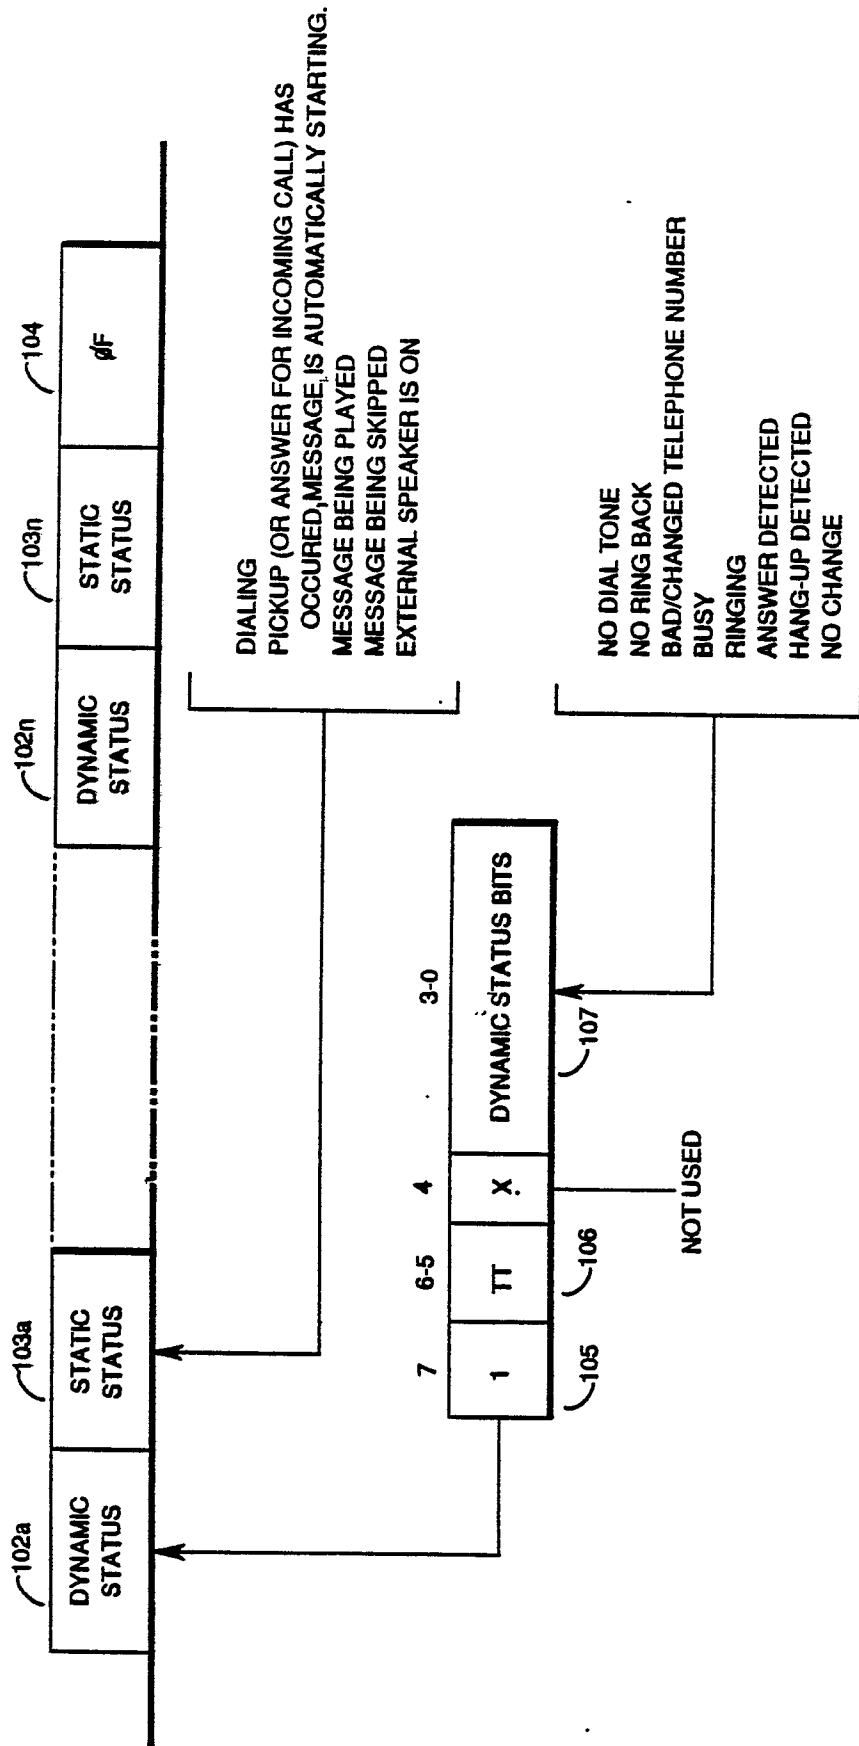 102a
103a
102n
103n
104
DYNAMIC
STATUS
STATIC
STATUS
DYNAMIC
STATUS
STATIC
STATUS
ØF
DIALING
PICKUP (OR ANSWER FOR INCOMING CALL) HAS
OCCURED, MESSAGE, IS AUTOMATICALLY STARTING.
MESSAGE BEING PLAYED
MESSAGE BEING SKIPPED
EXTERNAL SPEAKER IS ON
7
6-5
4
3-0
1
TT
X
DYNAMIC STATUS BITS
105
106
107
NOT USED
NO DIAL TONE
NO RING BACK
BAD/CHANGED TELEPHONE NUMBER
BUSY
RINGING
ANSWER DETECTED
HANG-UP DETECTED
NO CHANGE